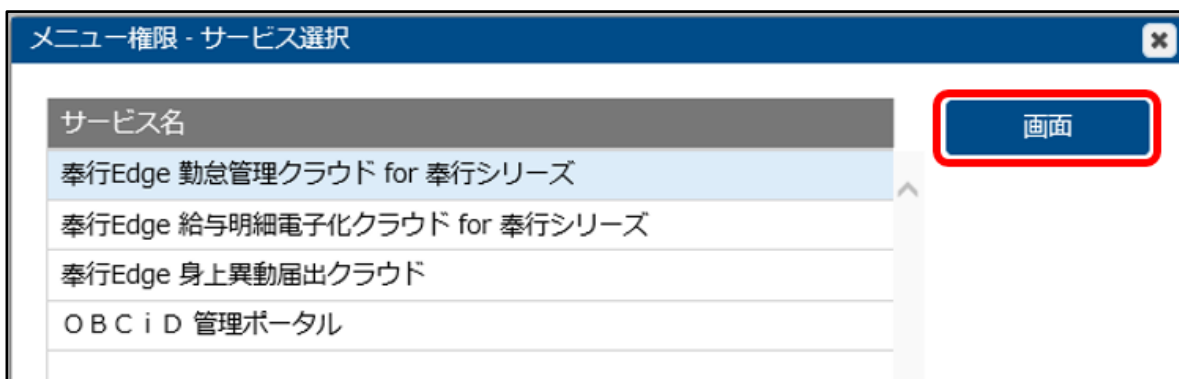 メニュー権限 - サービス選択
サービス名
画面
奉行Edge 勤怠管理クラウド for 奉行シリーズ
奉行Edge 給与明細電子化クラウド for 奉行シリーズ
奉行Edge 身上異動届出クラウド
ＯＢＣｉＤ 管理ポータル